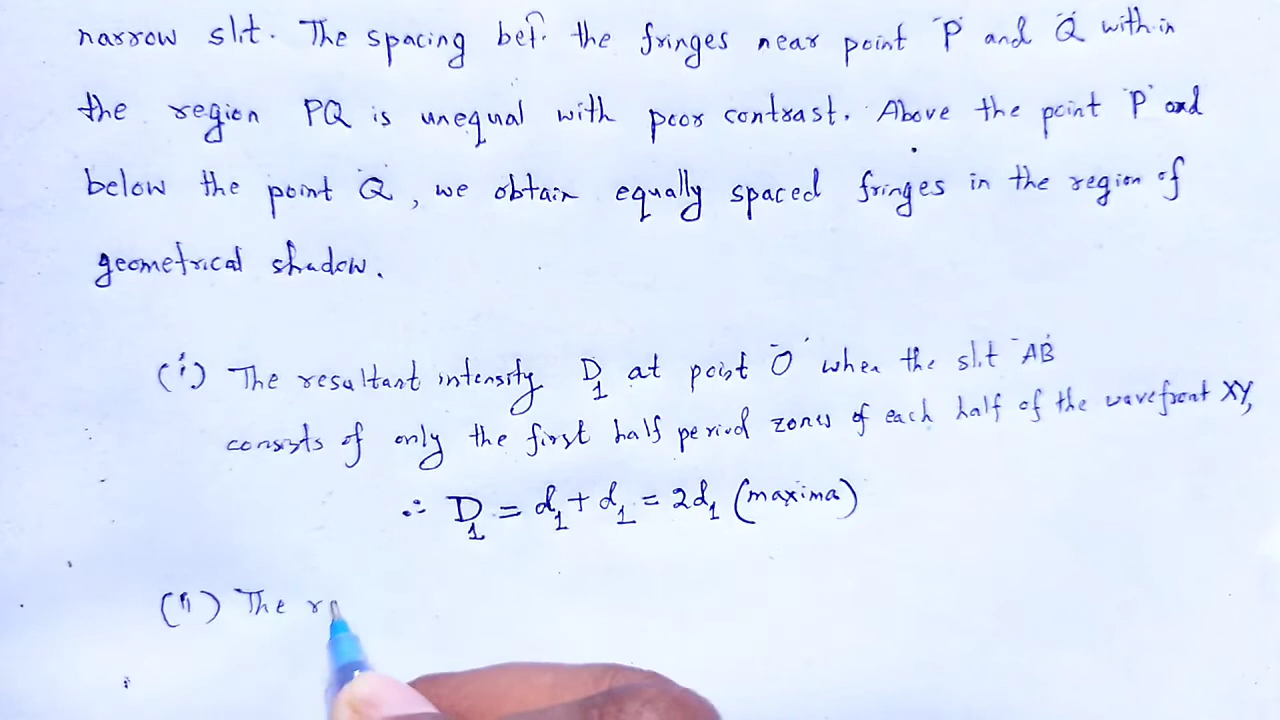 narrow slit. The spacing bet. the fringes near point 'P' and 'Q' within
the region PQ is unequal with poor contrast. Above the point 'P' and
below the point Q, we obtain equally spaced fringes in the region of
geometrical shadow.
(i) The resultant intensity D₁ at point 'O' when the slit 'AB'
consists of only the first half period zones of each half of the wavefront XY,
∴ D₁ = d₁ + d₁ = 2d₁ (maxima)
(ii) The re